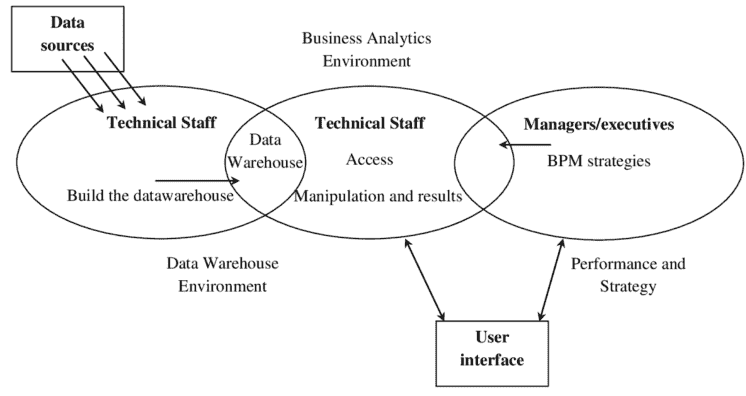 Data
sources
Business Analytics
Environment
Technical Staff
Data
Warehouse
Build the datawarehouse
Technical Staff
Access
Manipulation and results
Managers/executives
BPM strategies
Data Warehouse
Environment
Performance and
Strategy
User
interface